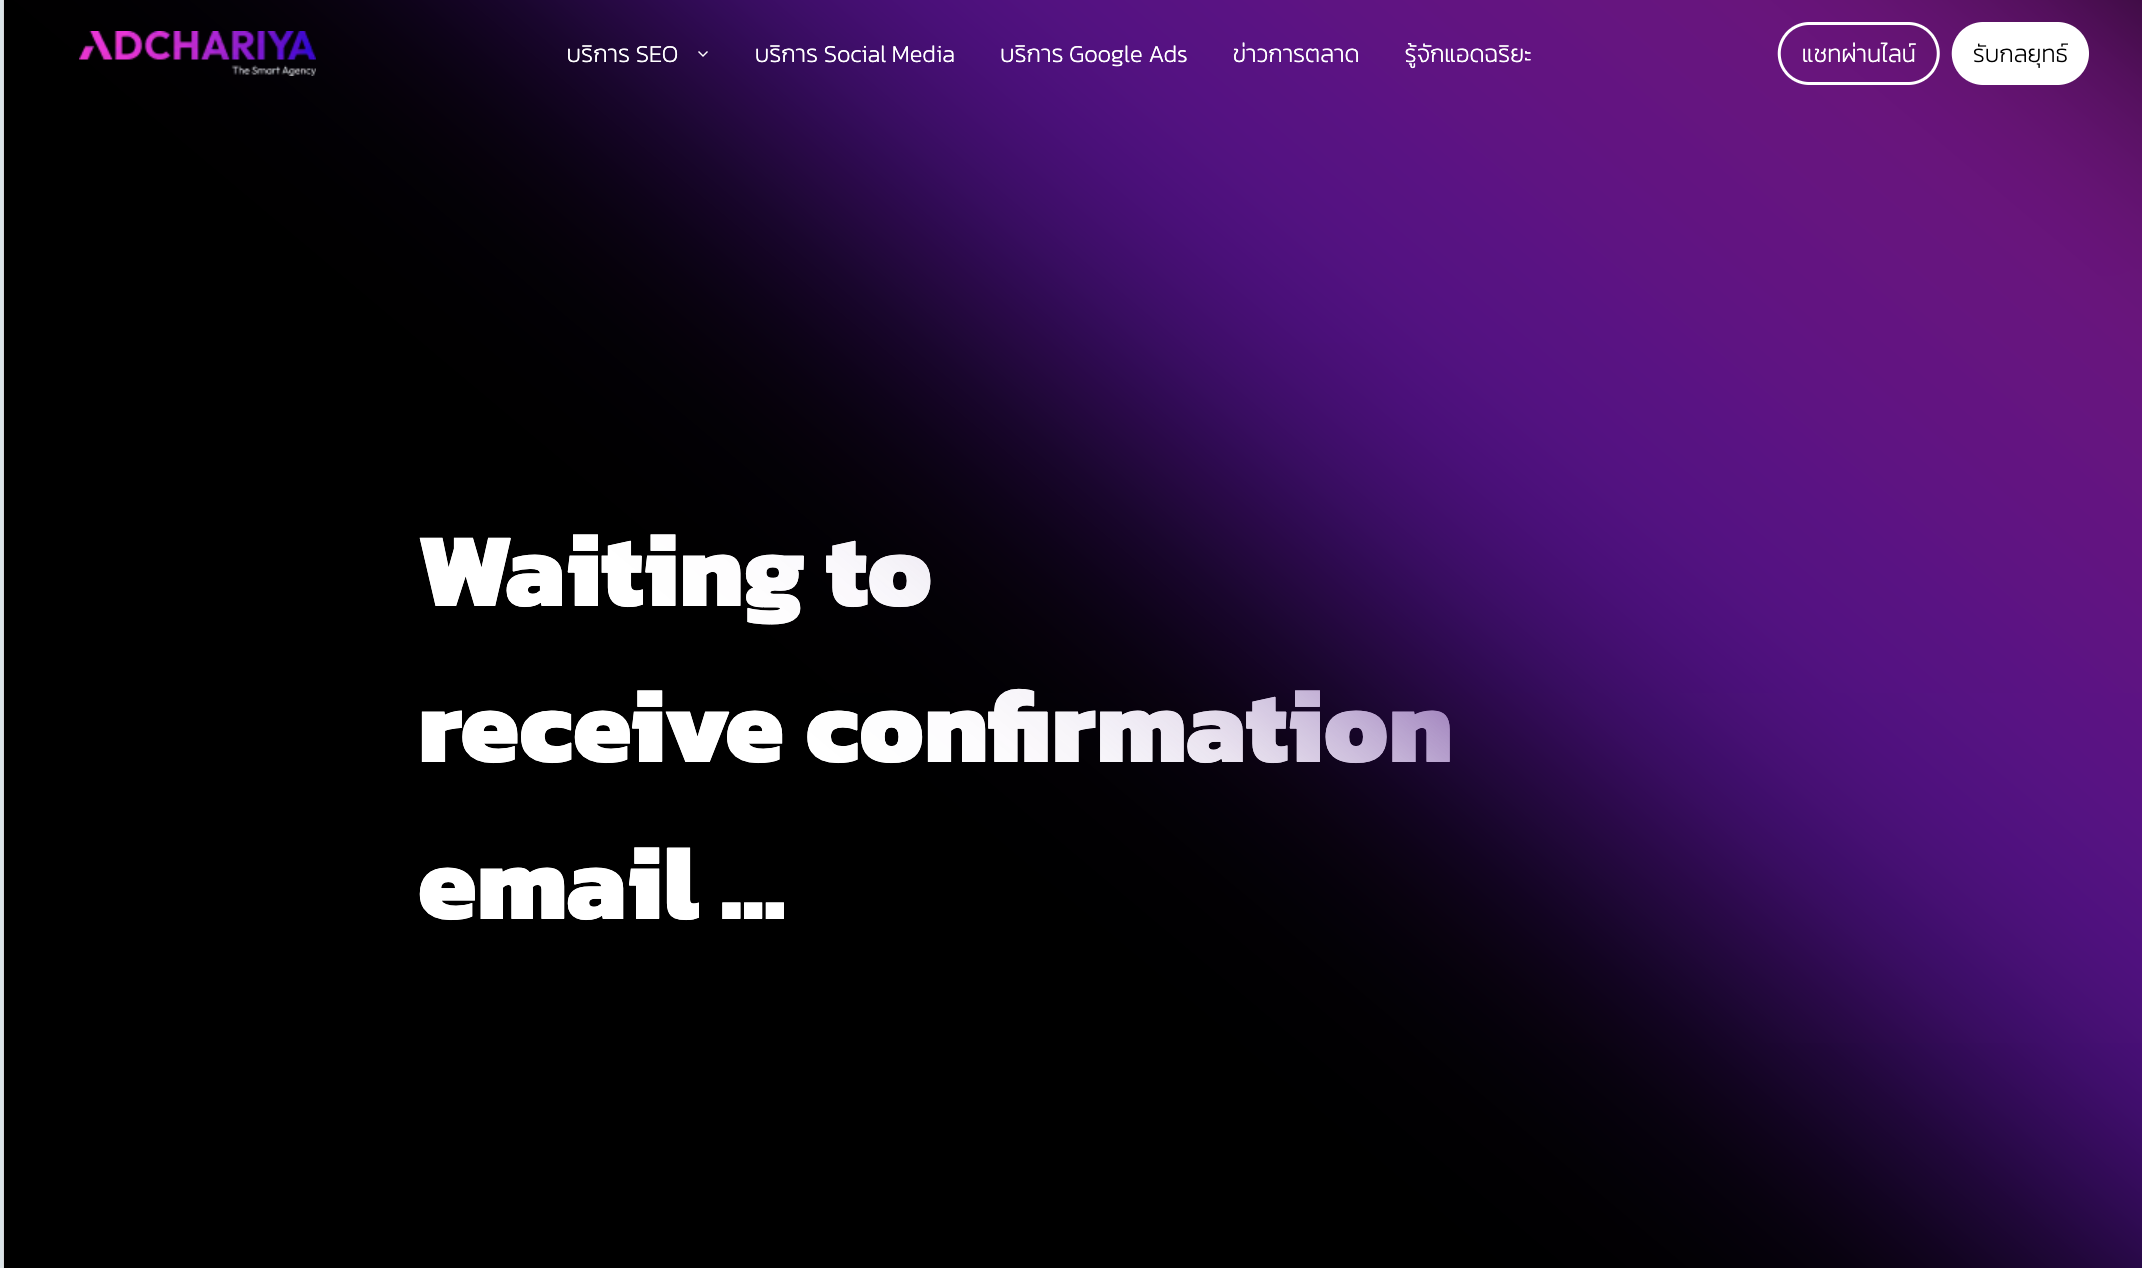 ADCHARIYA
The Smart Agency
บริการ SEO
บริการ Social Media
บริการ Google Ads
ข่าวการตลาด
รู้จักแอดฉริยะ
แชทผ่านไลน์
รับกลยุทธ์
Waiting to
receive confirmation
email ...